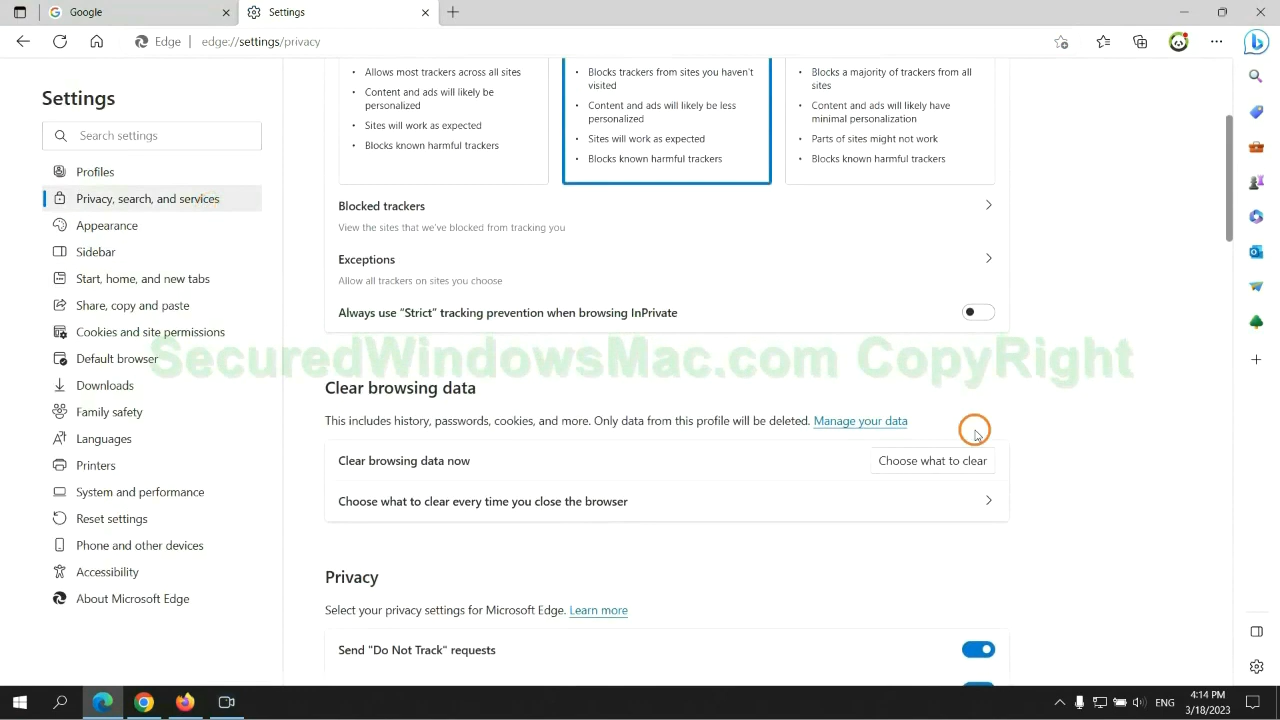 Google
Settings
Edge
edge://settings/privacy
Settings
Search settings
Profiles
Privacy, search, and services
Appearance
Sidebar
Start, home, and new tabs
Share, copy and paste
Cookies and site permissions
Default browser
Downloads
Family safety
Languages
Printers
System and performance
Reset settings
Phone and other devices
Accessibility
About Microsoft Edge
Allows most trackers across all sites
Content and ads will likely be
personalized
Sites will work as expected
Blocks known harmful trackers
Blocks trackers from sites you haven't
visited
Content and ads will likely be less
personalized
Sites will work as expected
Blocks known harmful trackers
Blocks a majority of trackers from all
sites
Content and ads will likely have
minimal personalization
Parts of sites might not work
Blocks known harmful trackers
Blocked trackers
View the sites that we've blocked from tracking you
Exceptions
Allow all trackers on sites you choose
Always use “Strict” tracking prevention when browsing InPrivate
SecuredWindowsMac.com CopyRight
Clear browsing data
This includes history, passwords, cookies, and more. Only data from this profile will be deleted. Manage your data
Clear browsing data now
Choose what to clear
Choose what to clear every time you close the browser
Privacy
Select your privacy settings for Microsoft Edge. Learn more
Send "Do Not Track" requests
ENG
4:14 PM
3/18/2023